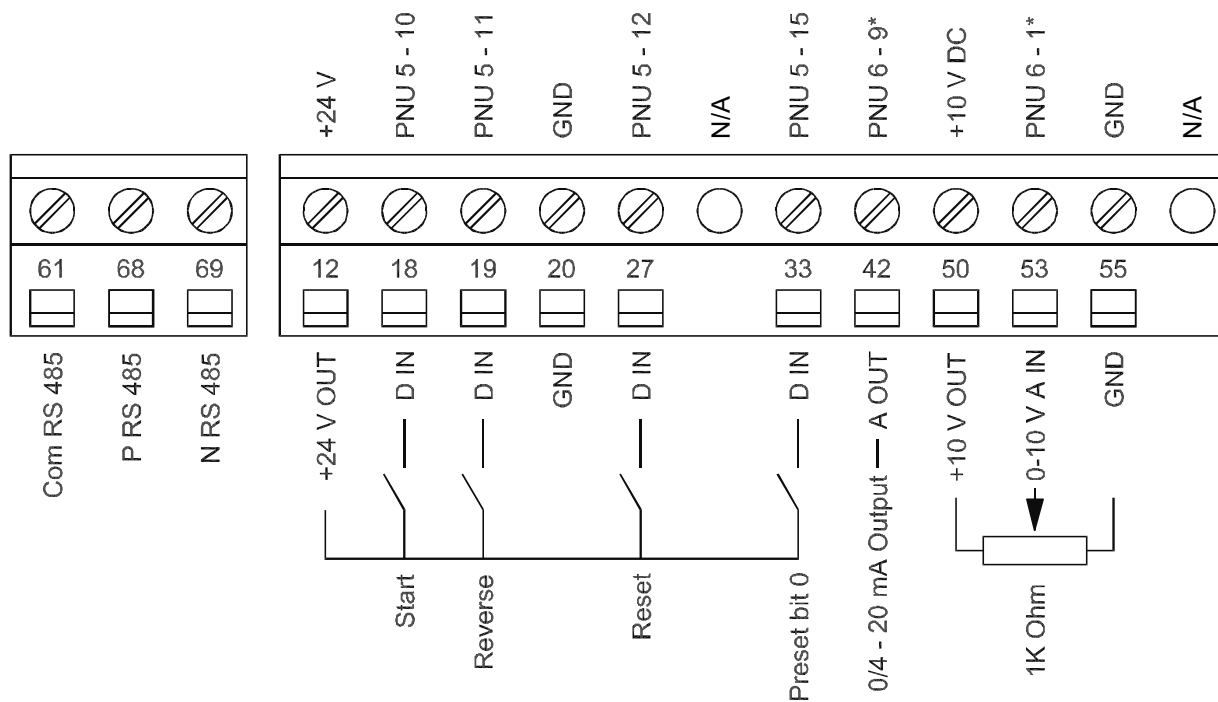 +24 V
PNU 5 - 10
PNU 5 - 11
GND
PNU 5 - 12
N/A
PNU 5 - 15
PNU 6 - 9*
+10 V DC
PNU 6 - 1*
GND
N/A
61 68 69 12 18 19 20 27 33 42 50 53 55
Com RS 485
P RS 485
N RS 485
+24 V OUT
D IN
D IN
GND
D IN
D IN
0/4 - 20 mA Output — A OUT
+10 V OUT
0-10 V A IN
GND
Start
Reverse
Reset
Preset bit 0
1K Ohm